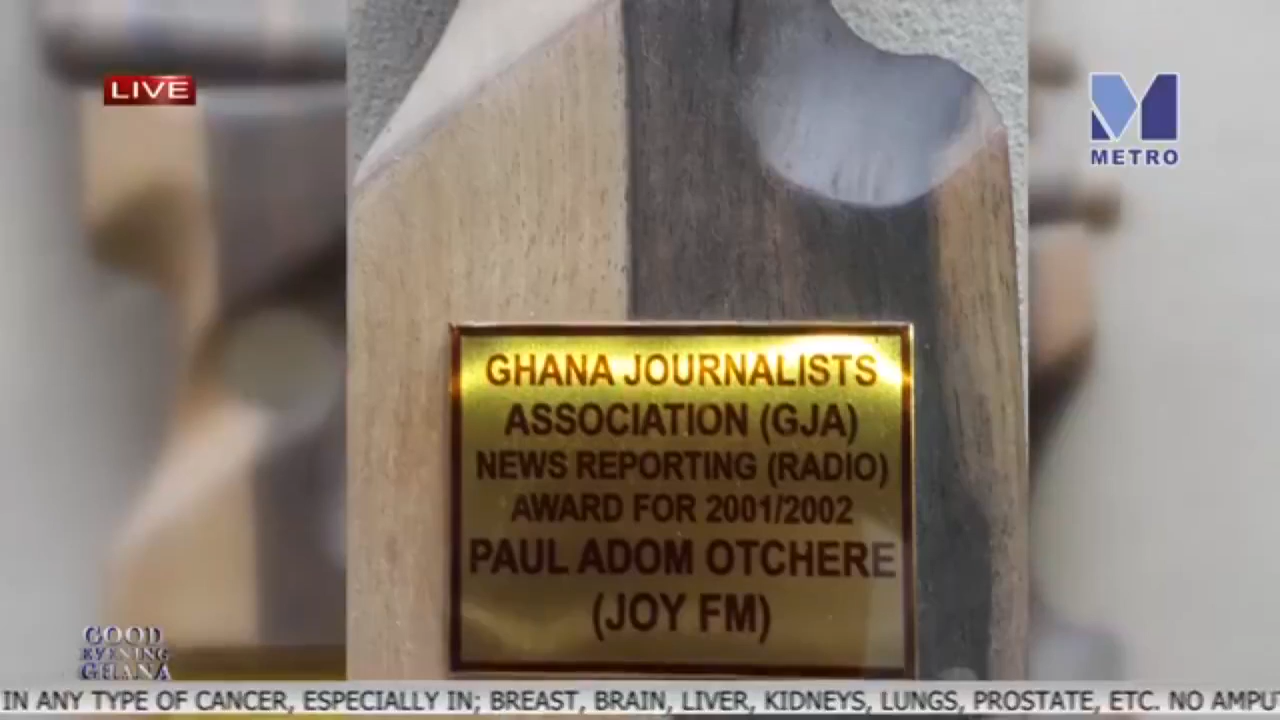 LIVE
METRO
GHANA JOURNALISTS
ASSOCIATION (GJA)
NEWS REPORTING (RADIO)
AWARD FOR 2001/2002
PAUL ADOM OTCHERE
(JOY FM)
GOOD
EVENING
GHANA
IN ANY TYPE OF CANCER, ESPECIALLY IN; BREAST, BRAIN, LIVER, KIDNEYS, LUNGS, PROSTATE, ETC. NO AMPU